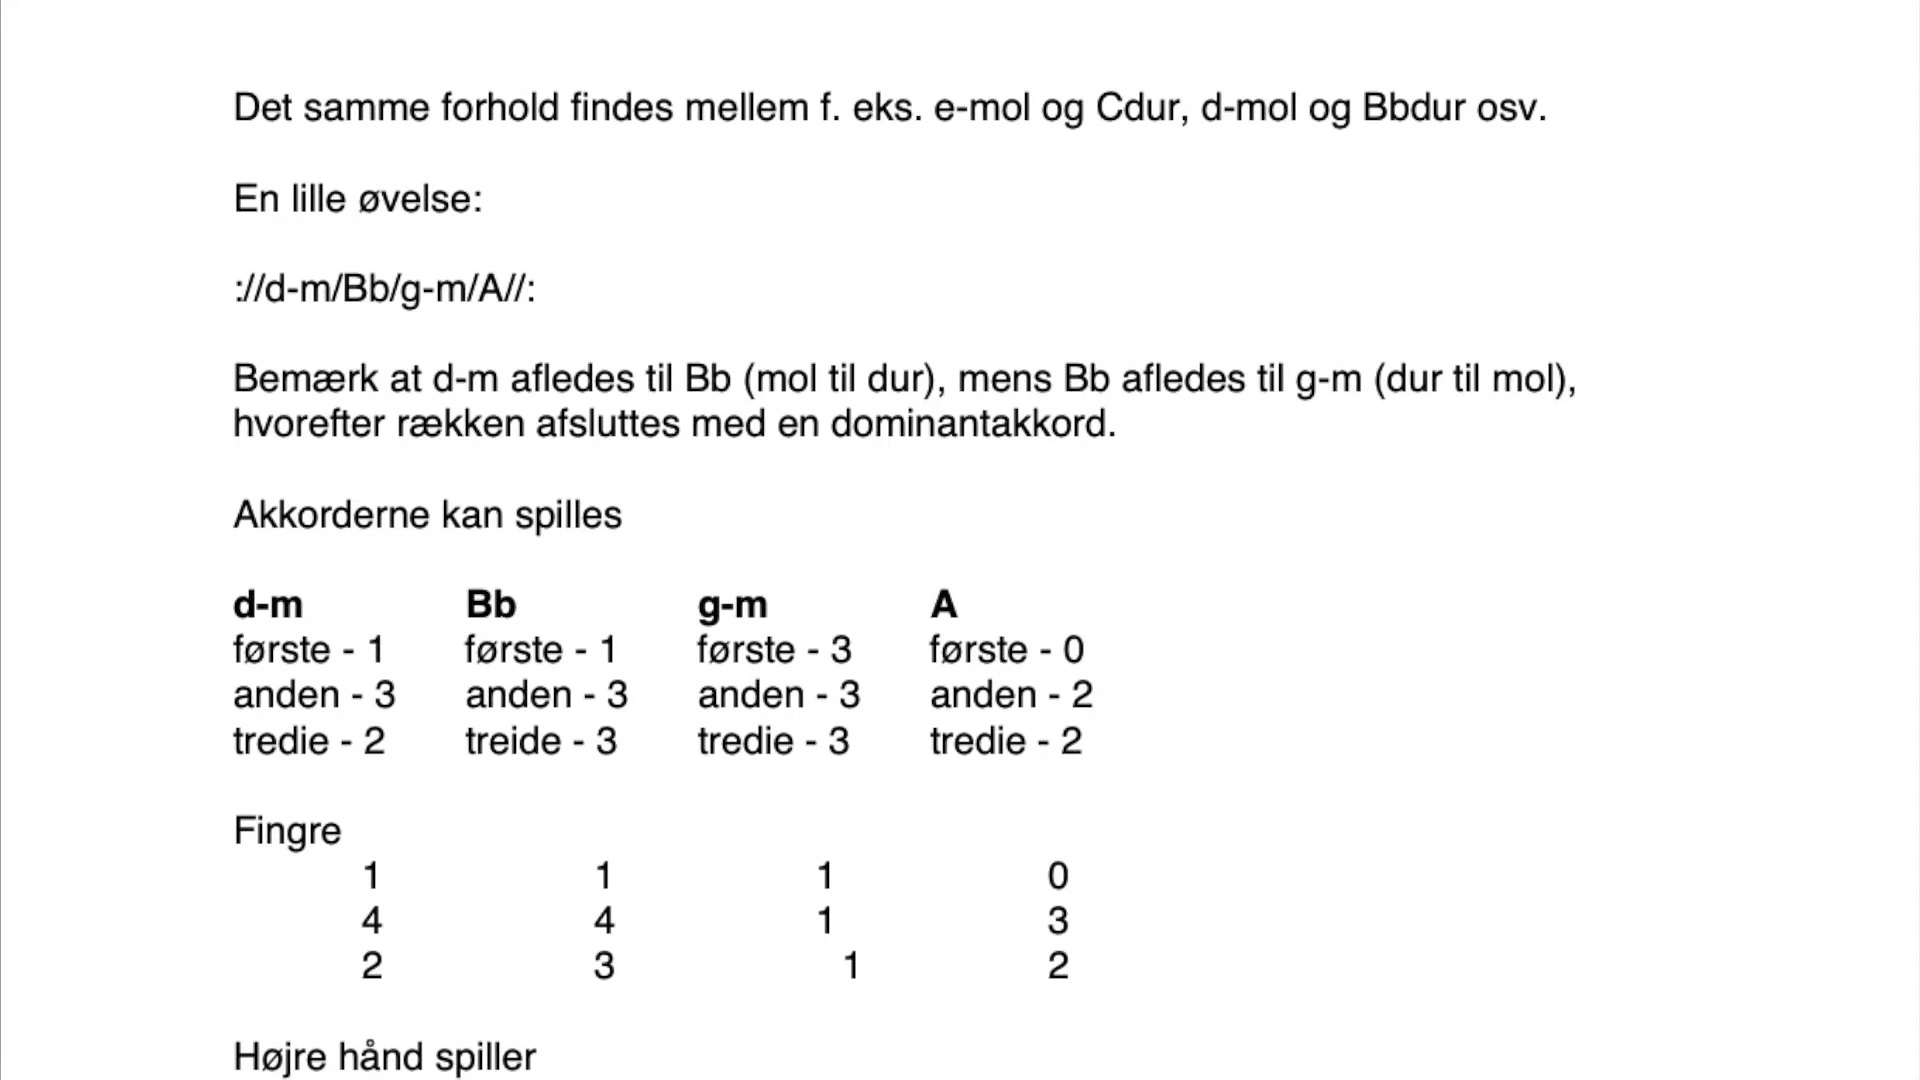 Det samme forhold findes mellem f. eks. e-mol og Cdur, d-mol og Bbdur osv.
En lille øvelse:
://d-m/Bb/g-m/A//:
Bemærk at d-m afledes til Bb (mol til dur), mens Bb afledes til g-m (dur til mol),
hvorefter rækken afsluttes med en dominantakkord.
Akkorderne kan spilles
d-m Bb g-m A
første - 1 første - 1 første - 3 første - 0
anden - 3 anden - 3 anden - 3 anden - 2
tredie - 2 treide - 3 tredie - 3 tredie - 2
Fingre
1 1 1 0
4 4 1 3
2 3 1 2
Højre hånd spiller